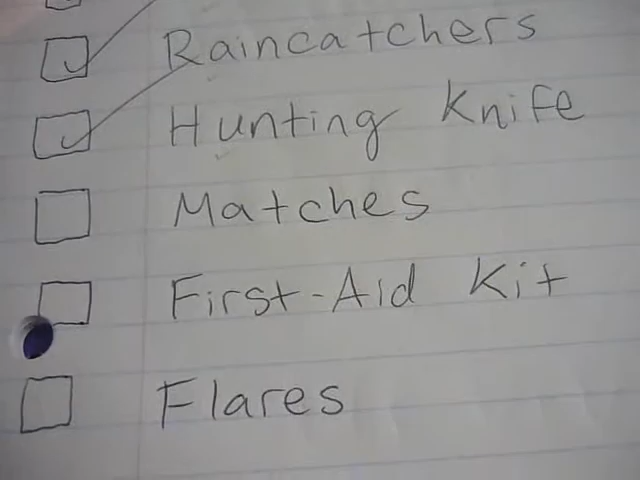 Raincatchers
Hunting Knife
Matches
First-Aid Kit
Flares